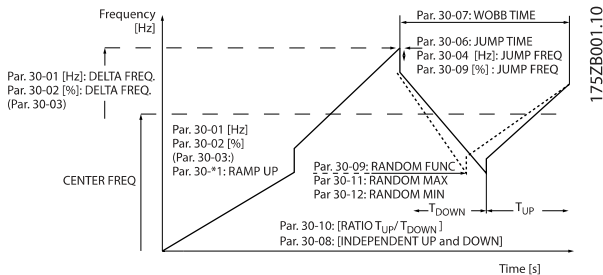 Frequency
[Hz]
Par. 30-07: WOBB TIME
Par. 30-06: JUMP TIME
Par. 30-04 [Hz]: JUMP FREQ
Par. 30-09 [%] : JUMP FREQ
175ZB001.10
Par. 30-01 [Hz]: DELTA FREQ.
Par. 30-02 [%]: DELTA FREQ.
(Par. 30-03)
Par. 30-01 [Hz]
Par. 30-02 [%]
(Par. 30-03:)
Par. 30-*1: RAMP UP
CENTER FREQ
Par. 30-09: RANDOM FUNC
Par 30-11: RANDOM MAX
Par 30-12: RANDOM MIN
TDOWN
TUP
Par. 30-10: [RATIO TUP/ TDOWN ]
Par. 30-08: [INDEPENDENT UP and DOWN]
Time [s]